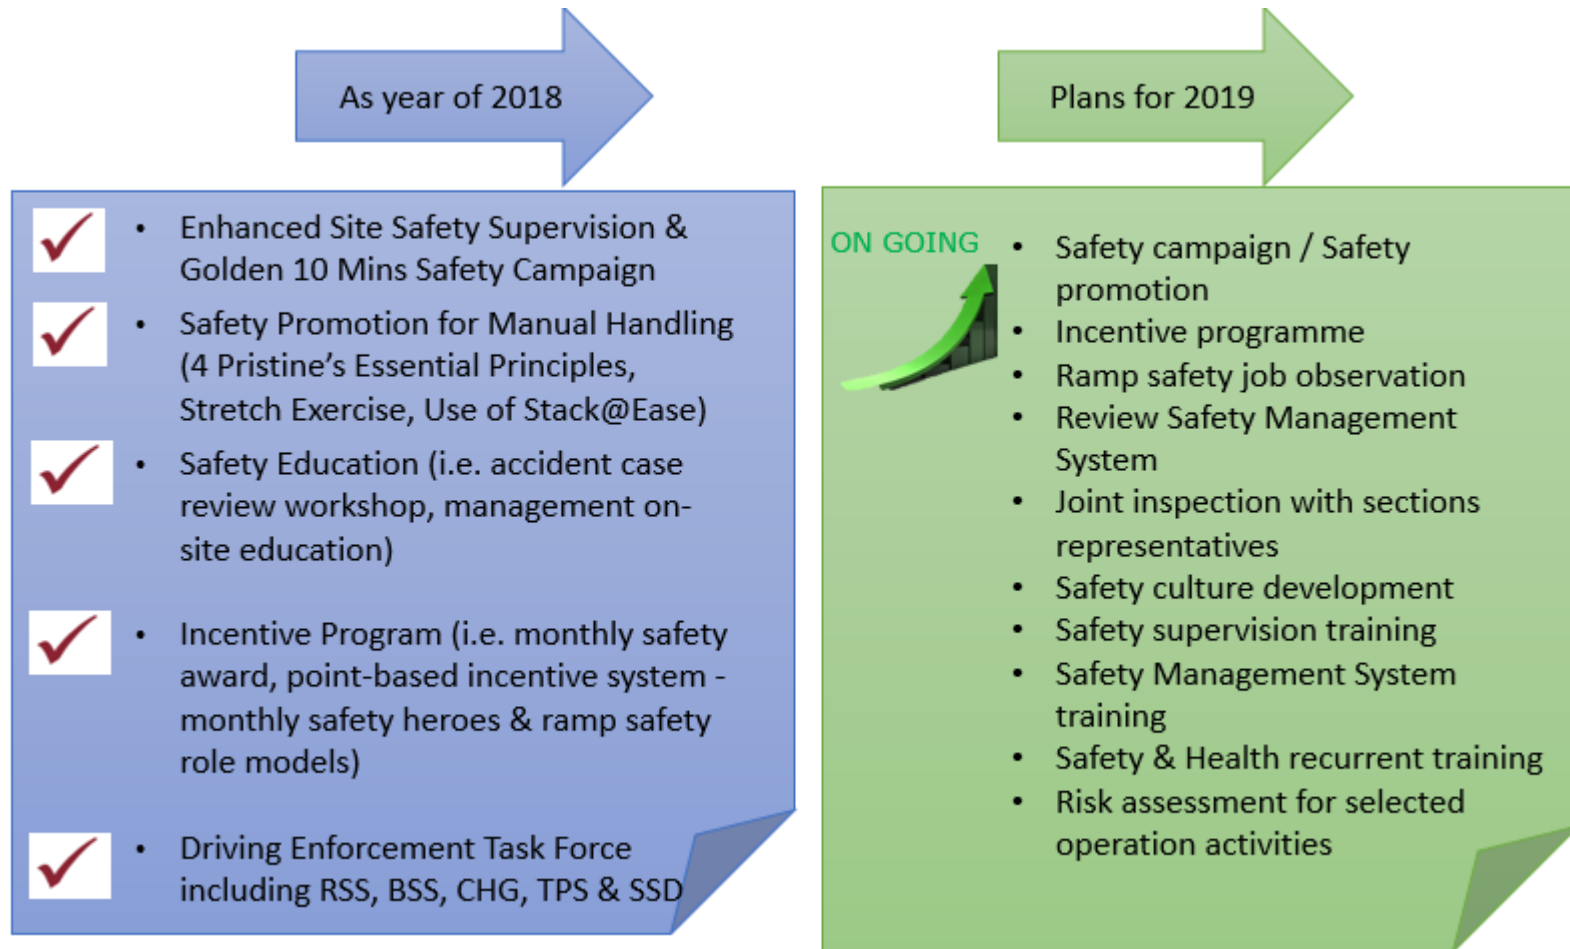 As year of 2018
• Enhanced Site Safety Supervision &
Golden 10 Mins Safety Campaign
• Safety Promotion for Manual Handling
(4 Pristine’s Essential Principles,
Stretch Exercise, Use of Stack@Ease)
• Safety Education (i.e. accident case
review workshop, management on-
site education)
• Incentive Program (i.e. monthly safety
award, point-based incentive system -
monthly safety heroes & ramp safety
role models)
• Driving Enforcement Task Force
including RSS, BSS, CHG, TPS & SSD
Plans for 2019
ON GOING
• Safety campaign / Safety
promotion
• Incentive programme
• Ramp safety job observation
• Review Safety Management
System
• Joint inspection with sections
representatives
• Safety culture development
• Safety supervision training
• Safety Management System
training
• Safety & Health recurrent training
• Risk assessment for selected
operation activities